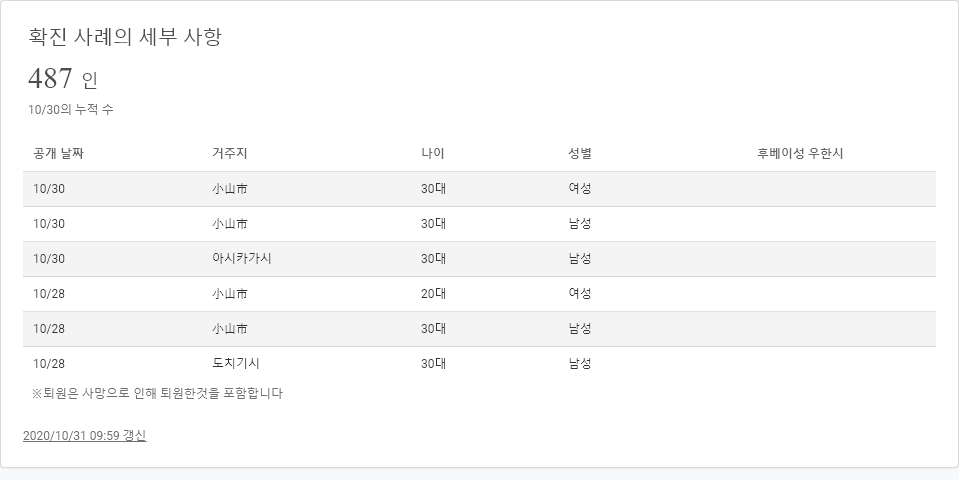 확진 사례의 세부 사항
487 인
10/30의 누적 수
공개 날짜 거주지 나이 성별 후베이성 우한시
10/30 小山市 30대 여성
10/30 小山市 30대 남성
10/30 아시카가시 30대 남성
10/28 小山市 20대 여성
10/28 小山市 30대 남성
10/28 도치기시 30대 남성
※퇴원은 사망으로 인해 퇴원한것을 포함합니다
2020/10/31 09:59 갱신